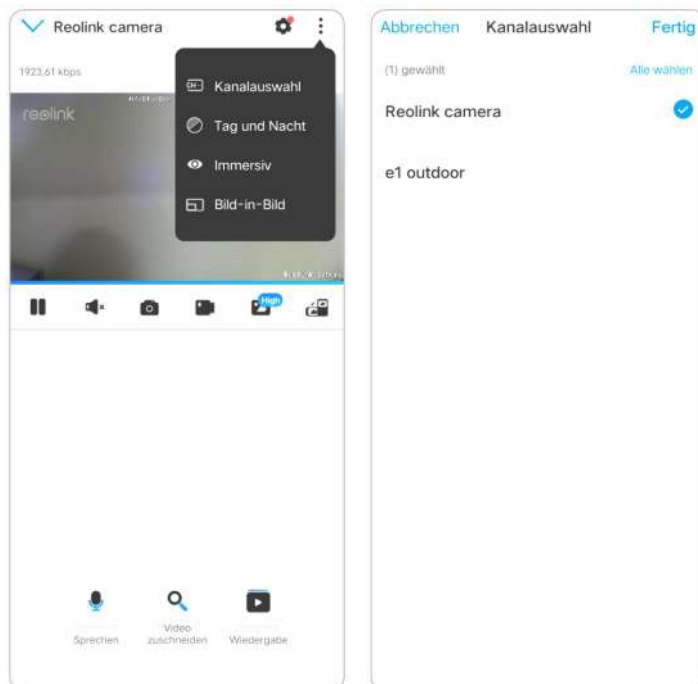 Reolink camera
1923,61 kbps
reolink
Kanalauswahl
Tag und Nacht
Immersiv
Bild-in-Bild
High
Sprechen
Video
zuschneiden
Wiedergabe
Abbrechen Kanalauswahl Fertig
(1) gewählt Alle wählen
Reolink camera
e1 outdoor